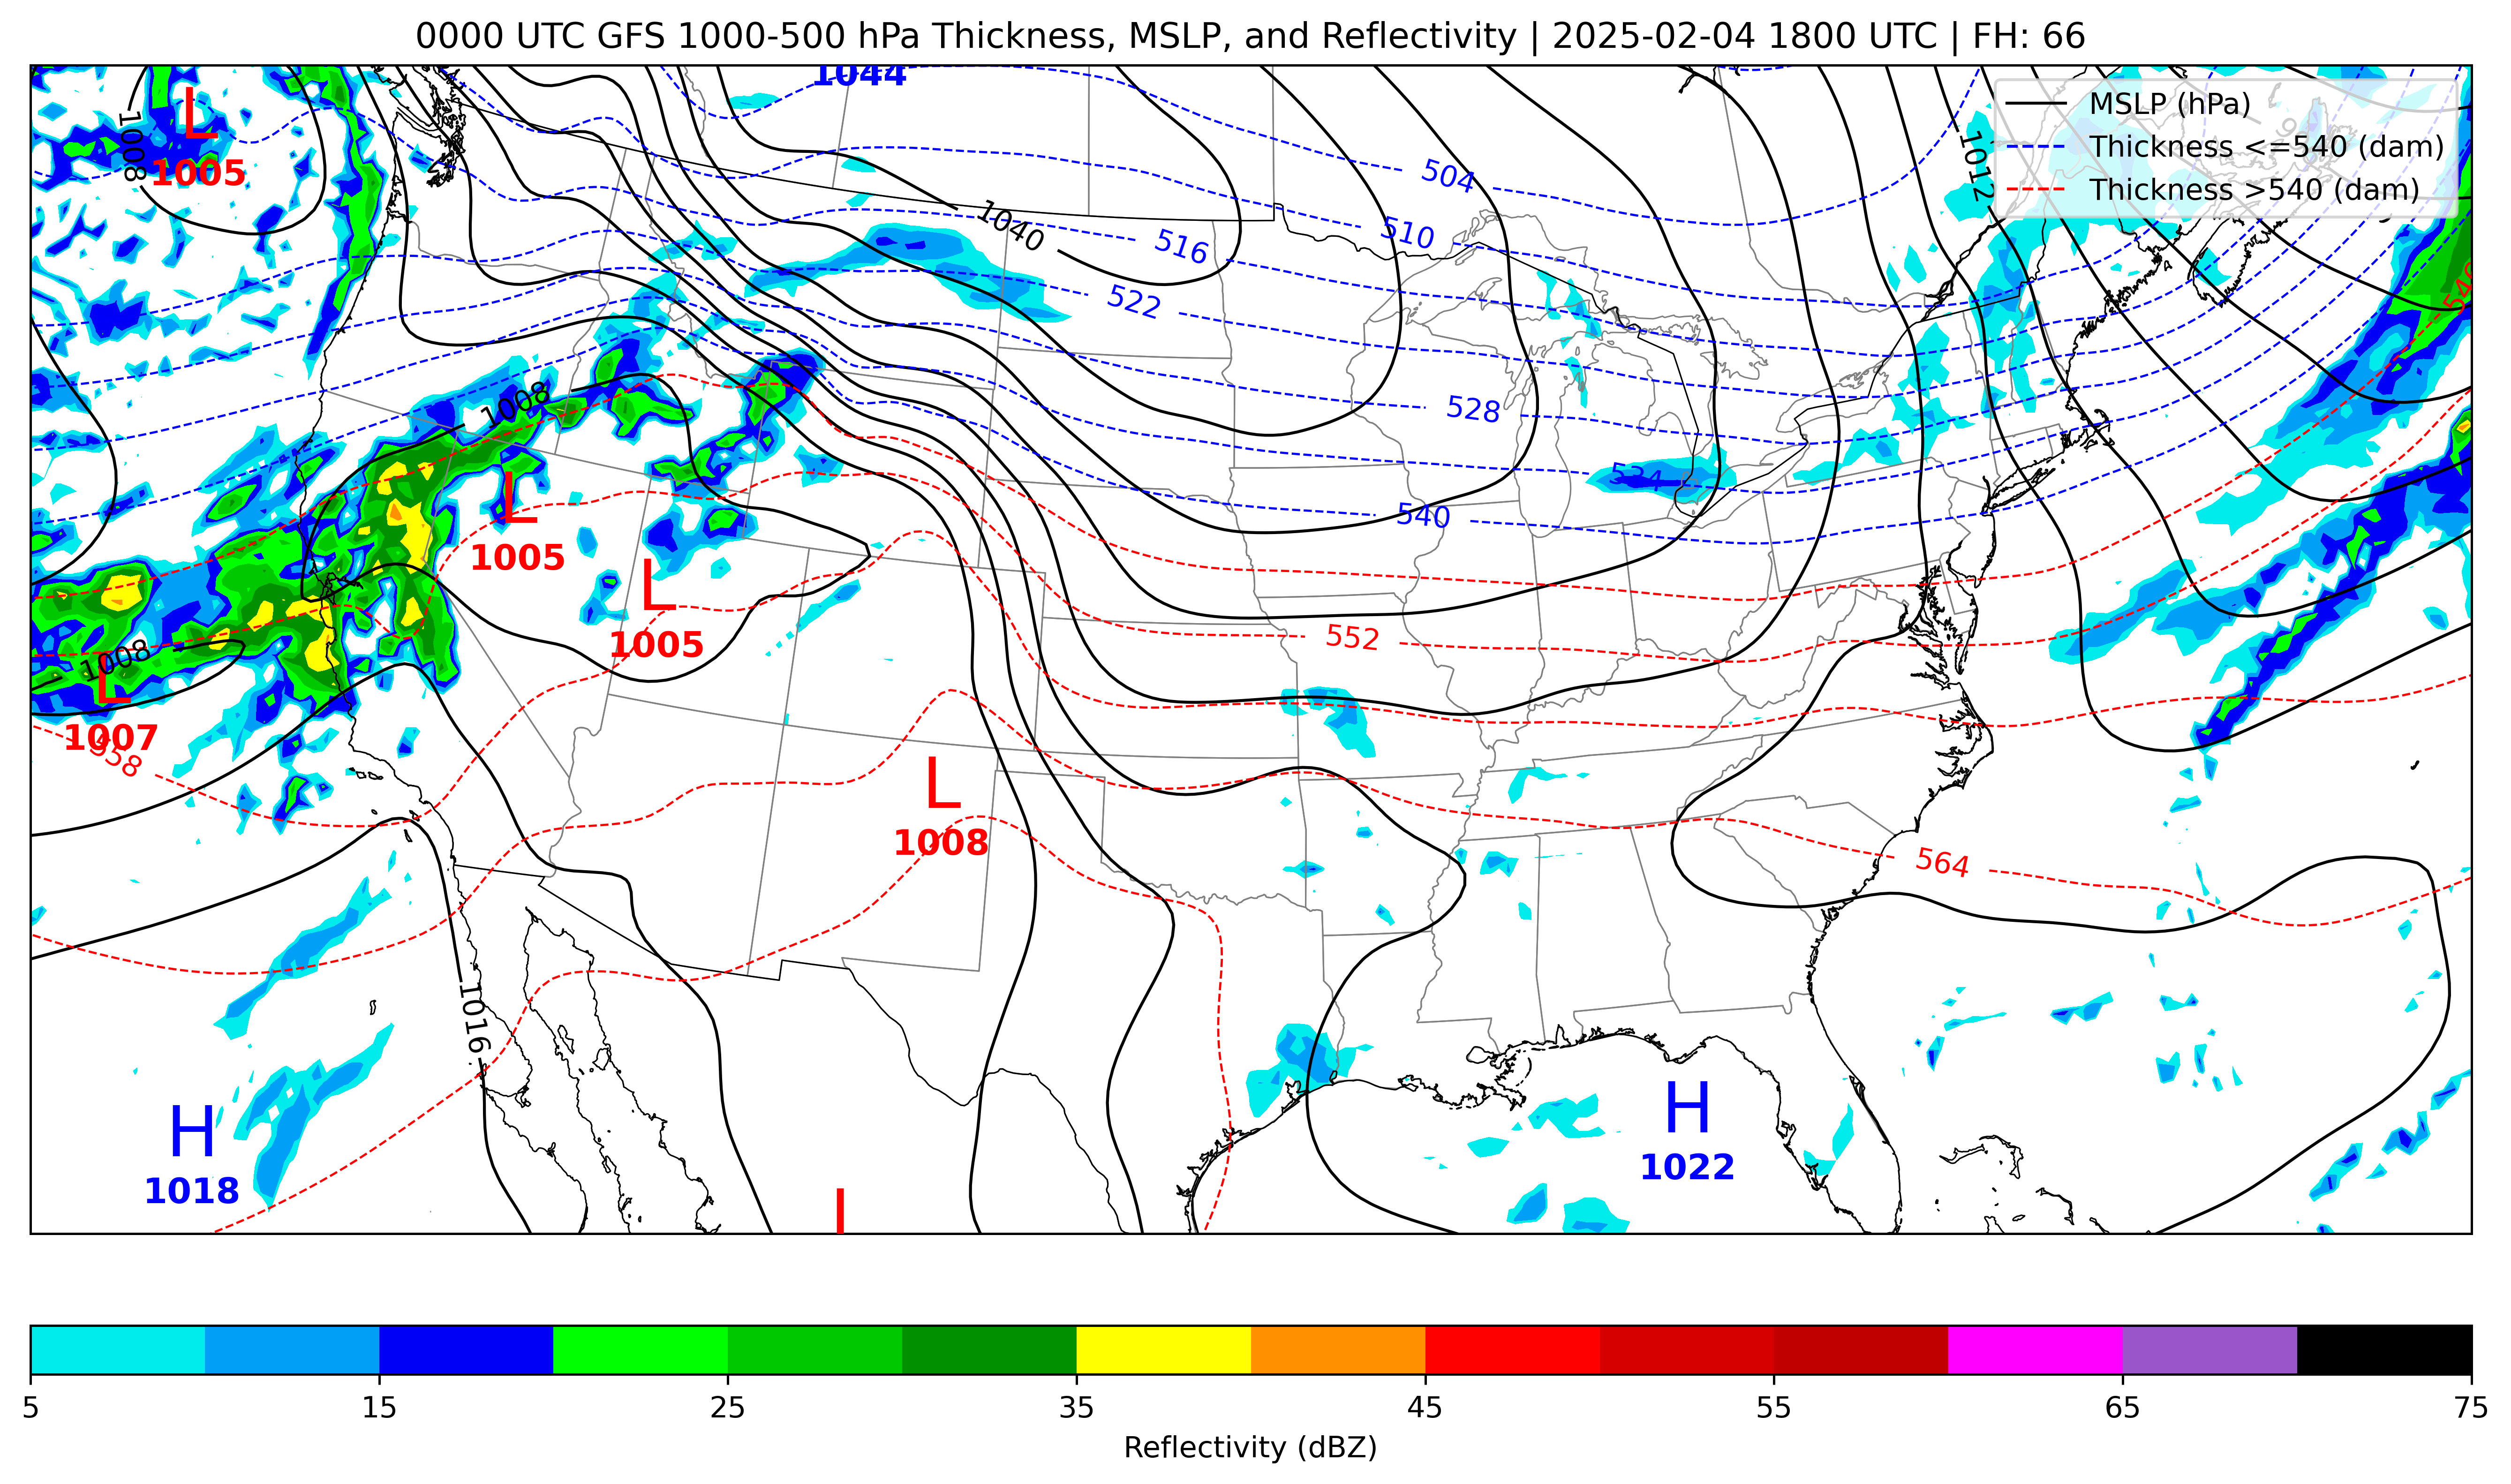 0000 UTC GFS 1000-500 hPa Thickness, MSLP, and Reflectivity | 2025-02-04 1800 UTC | FH: 66
1044
MSLP (hPa)
Thickness <=540 (dam)
Thickness >540 (dam)
L
1005
1008
1012
504
510
516
522
528
534
540
546
1040
1008
L
1005
L
1005
552
1008
L
1007
558
L
1008
564
1016
H
1018
H
1022
L
5
15
25
35
45
55
65
75
Reflectivity (dBZ)